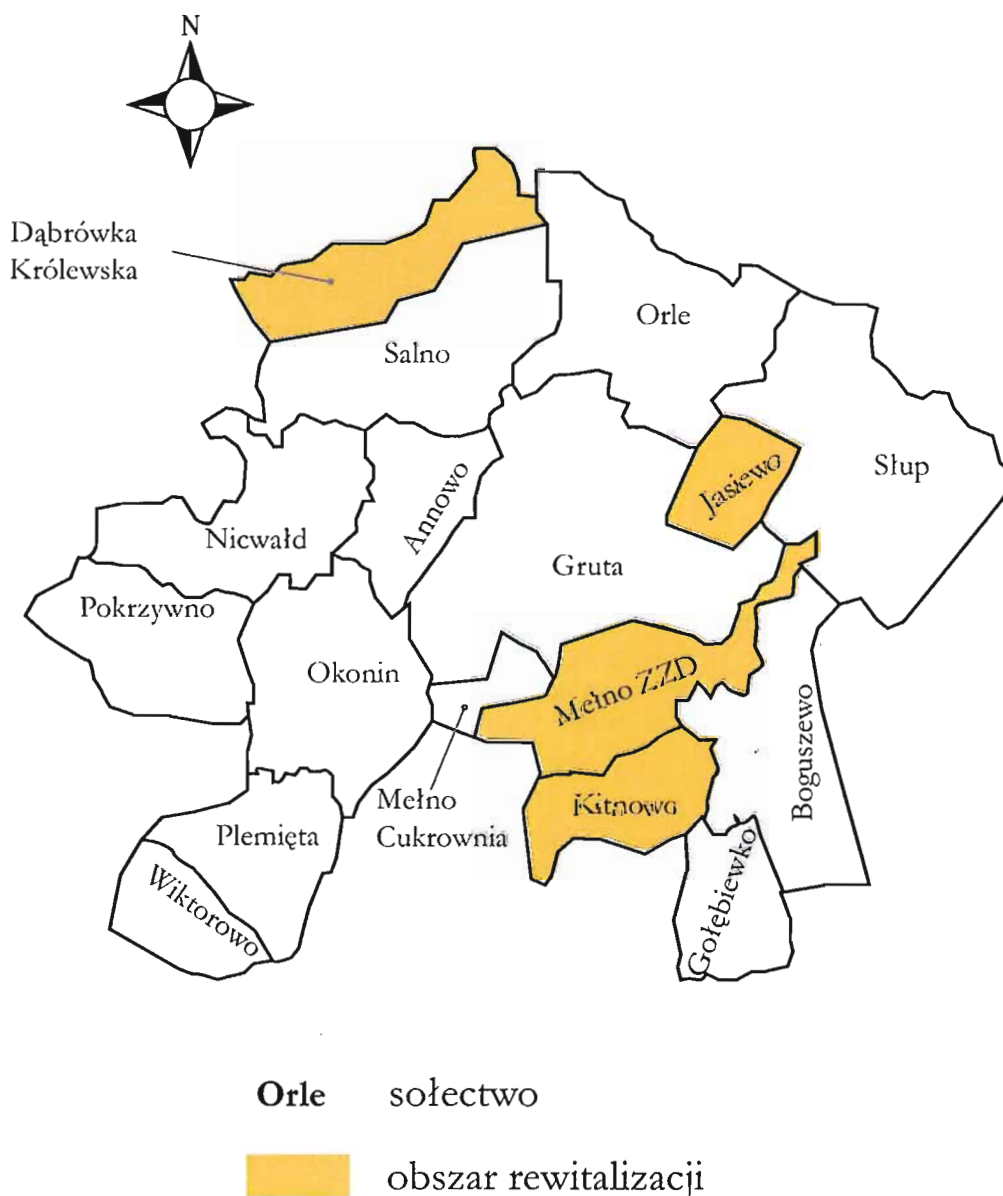 N
Dąbrówka
Królewska
Orle
Salno
Słup
Jasiewo
Annowo
Nicwałd
Gruta
Pokrzywno
Okonin
Mełno ZZD
Boguszewo
Mełno
Cukrownia
Kitnowo
Plemięta
Gołębiewko
Wiktorowo
Orle sołectwo
obszar rewitalizacji